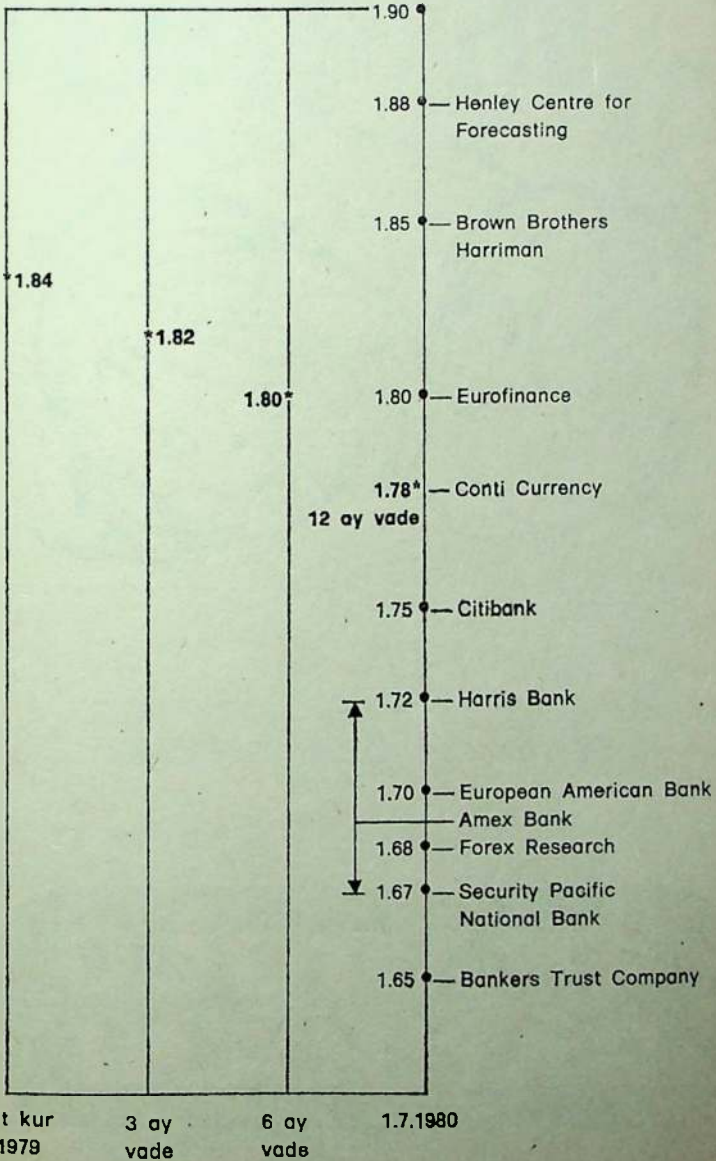 1.90
1.88 — Henley Centre for
Forecasting
1.85 — Brown Brothers
Harriman
*1.84
*1.82
1.80* 1.80 — Eurofinance
1.78* — Conti Currency
12 ay vade
1.75 — Citibank
1.72 — Harris Bank
1.70 — European American Bank
— Amex Bank
1.68 — Forex Research
1.67 — Security Pacific
National Bank
1.65 — Bankers Trust Company
t kur 3 ay 6 ay 1.7.1980
1979 vade vade